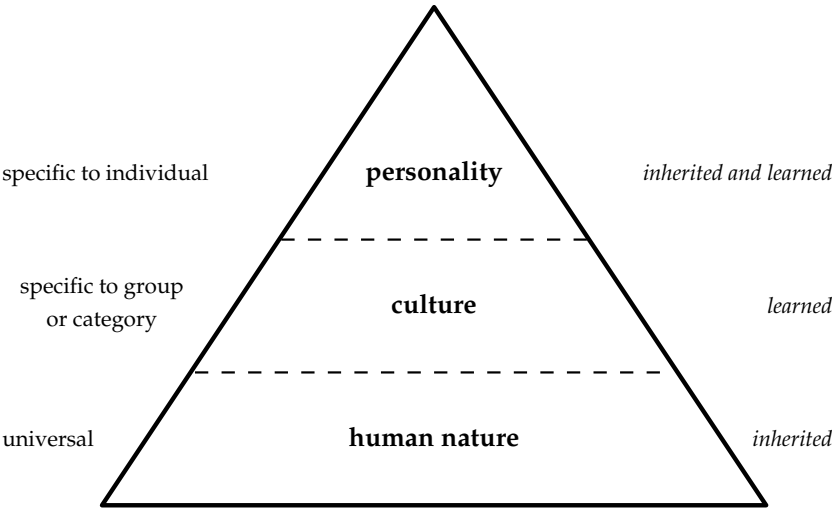 specific to individual
personality
inherited and learned
specific to group
or category
culture
learned
universal
human nature
inherited